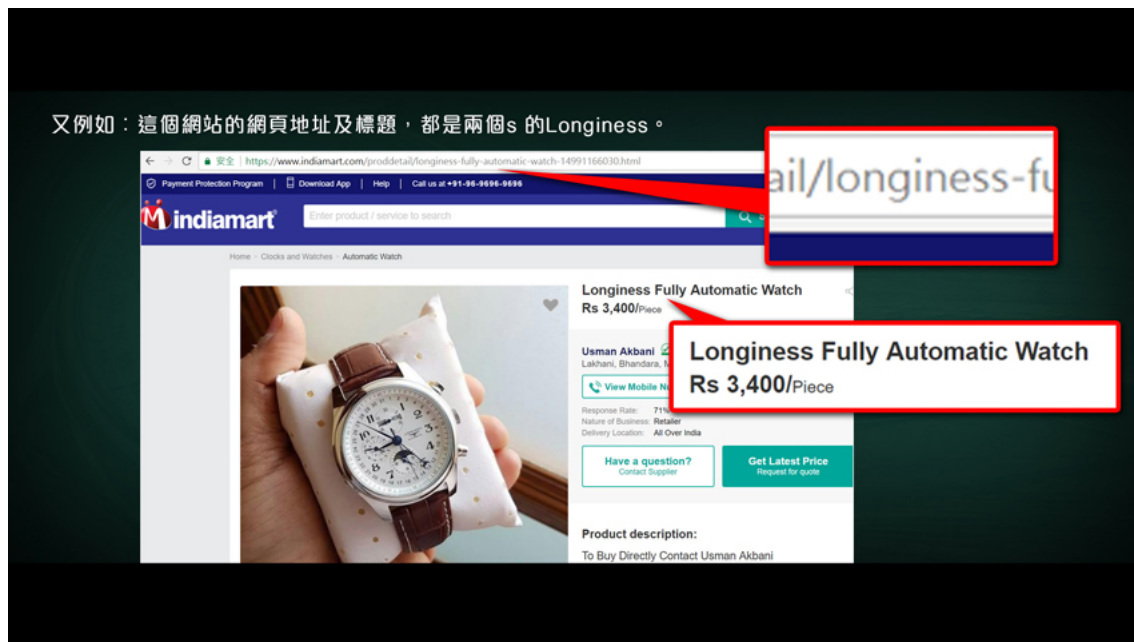 又例如：這個網站的網頁地址及標題，都是兩個s 的Longiness。
安全 | https://www.indiamart.com/proddetail/longiness-fully-automatic-watch-14991166030.html
ail/longiness-fu
Payment Protection Program | Download App | Help | Call us at +91-96-9696-9696
indiamart
Enter product / service to search
Home Clocks and Watches Automatic Watch
Longiness Fully Automatic Watch
Rs 3,400/Piece
Longiness Fully Automatic Watch
Rs 3,400/Piece
Usman Akbani
Lakhani, Bhandara,
View Mobile
Response Rate: 71%
Nature of Business: Retailer
Delivery Location: All Over India
Have a question?
Contact Supplier
Get Latest Price
Request for quote
Product description:
To Buy Directly Contact Usman Akbani